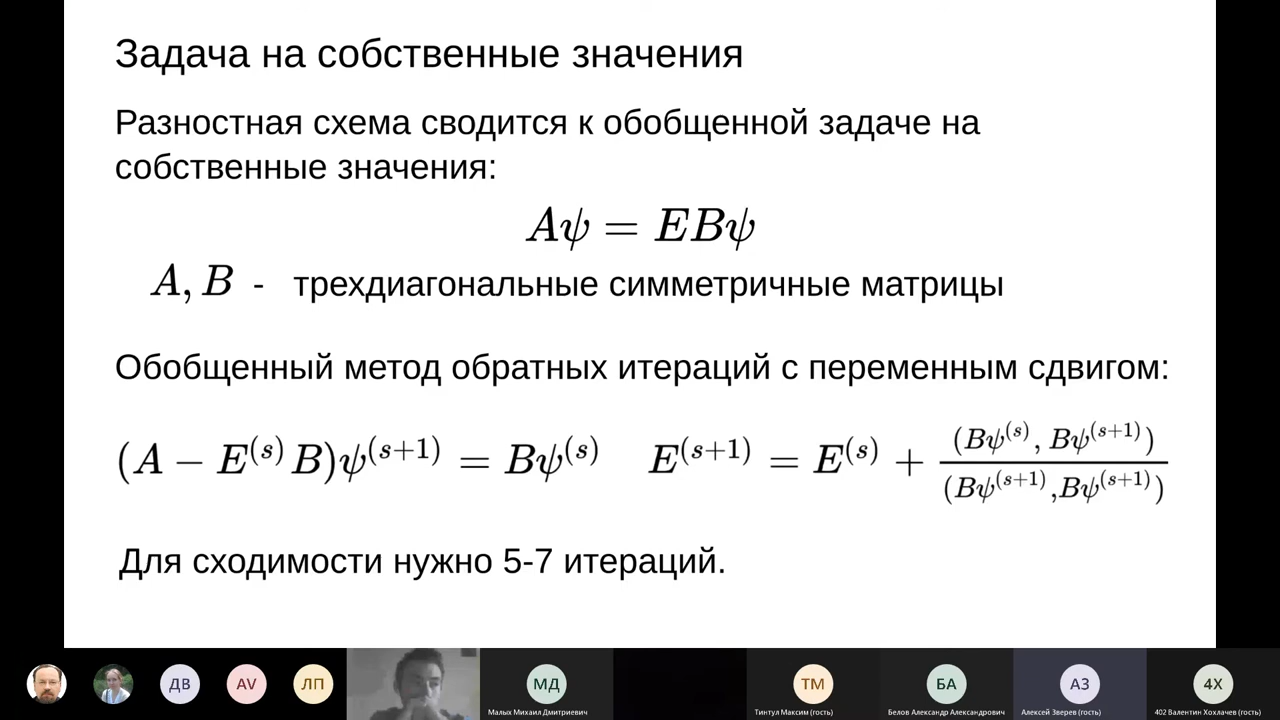 Задача на собственные значения
Разностная схема сводится к обобщенной задаче на
собственные значения:
Aψ = EBψ
A, B - трехдиагональные симметричные матрицы
Обобщенный метод обратных итераций с переменным сдвигом:
(A − E^(s) B)ψ^(s+1) = Bψ^(s) E^(s+1) = E^(s) + (Bψ^(s), Bψ^(s+1)) / (Bψ^(s+1),Bψ^(s+1))
Для сходимости нужно 5-7 итераций.
ДВ AV ЛП МД ТМ БА АЗ 4Х
Малых Михаил Дмитриевич Тинтул Максим (гость) Белов Александр Александрович Алексей Зверев (гость) 402 Валентин Хохлачев (гость)